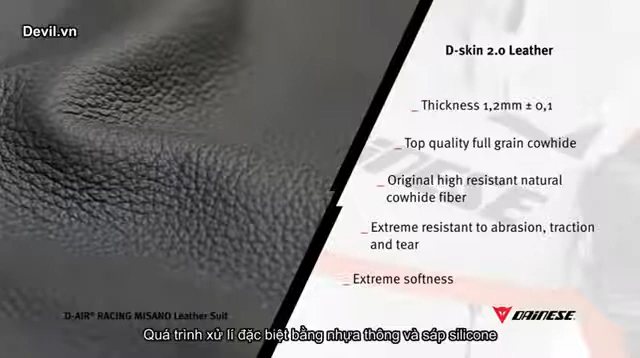 Devil.vn
D-skin 2.0 Leather
_ Thickness 1,2mm ± 0,1
_ Top quality full grain cowhide
_ Original high resistant natural
cowhide fiber
_ Extreme resistant to abrasion, traction
and tear
_ Extreme softness
D-AIR® RACING MISANO Leather Suit
DAINESE
Quá trình xử lí đặc biệt bằng nhựa thông và sáp silicone